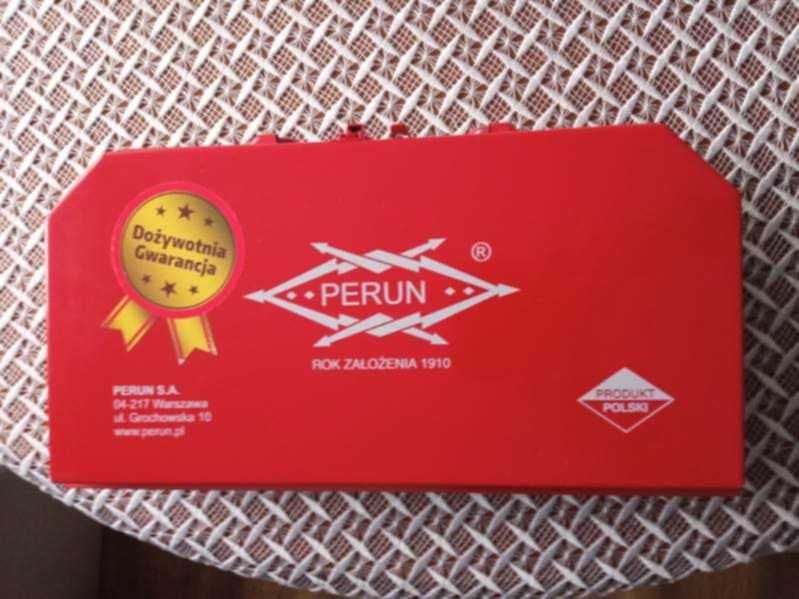 Dożywotnia
Gwarancja
PERUN
®
ROK ZAŁOŻENIA 1910
PERUN S.A.
04-217 Warszawa
ul. Grochowska 10
www.perun.pl
PRODUKT
POLSKI